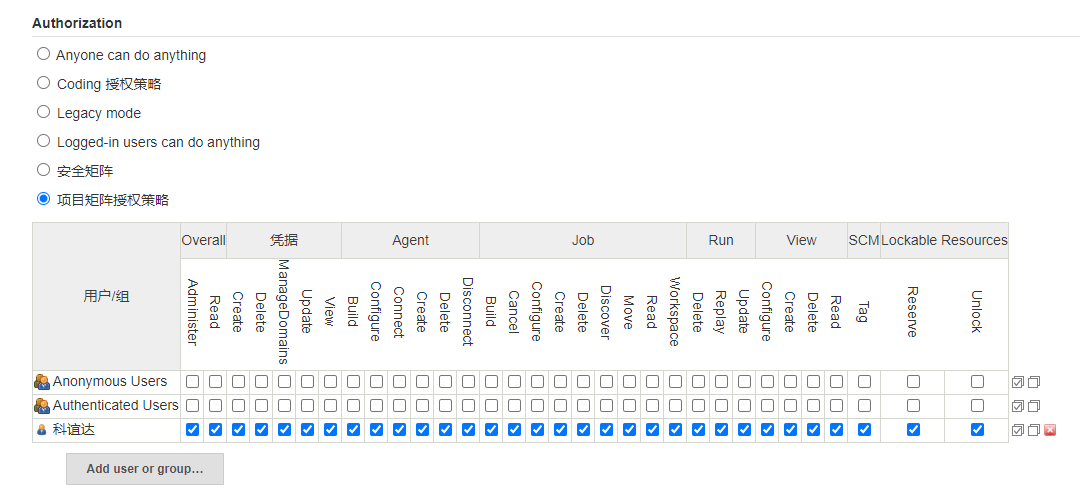 Authorization
Anyone can do anything
Coding 授权策略
Legacy mode
Logged-in users can do anything
安全矩阵
项目矩阵授权策略
用户/组 Overall 凭据 Agent Job Run View SCM Lockable Resources
Administer Read Create Delete ManageDomains Update View Build Configure Connect Create Delete Disconnect Build Cancel Configure Create Delete Discover Move Read Workspace Delete Replay Update Configure Create Delete Read Tag Reserve Unlock
Anonymous Users
Authenticated Users
科谊达
Add user or group…